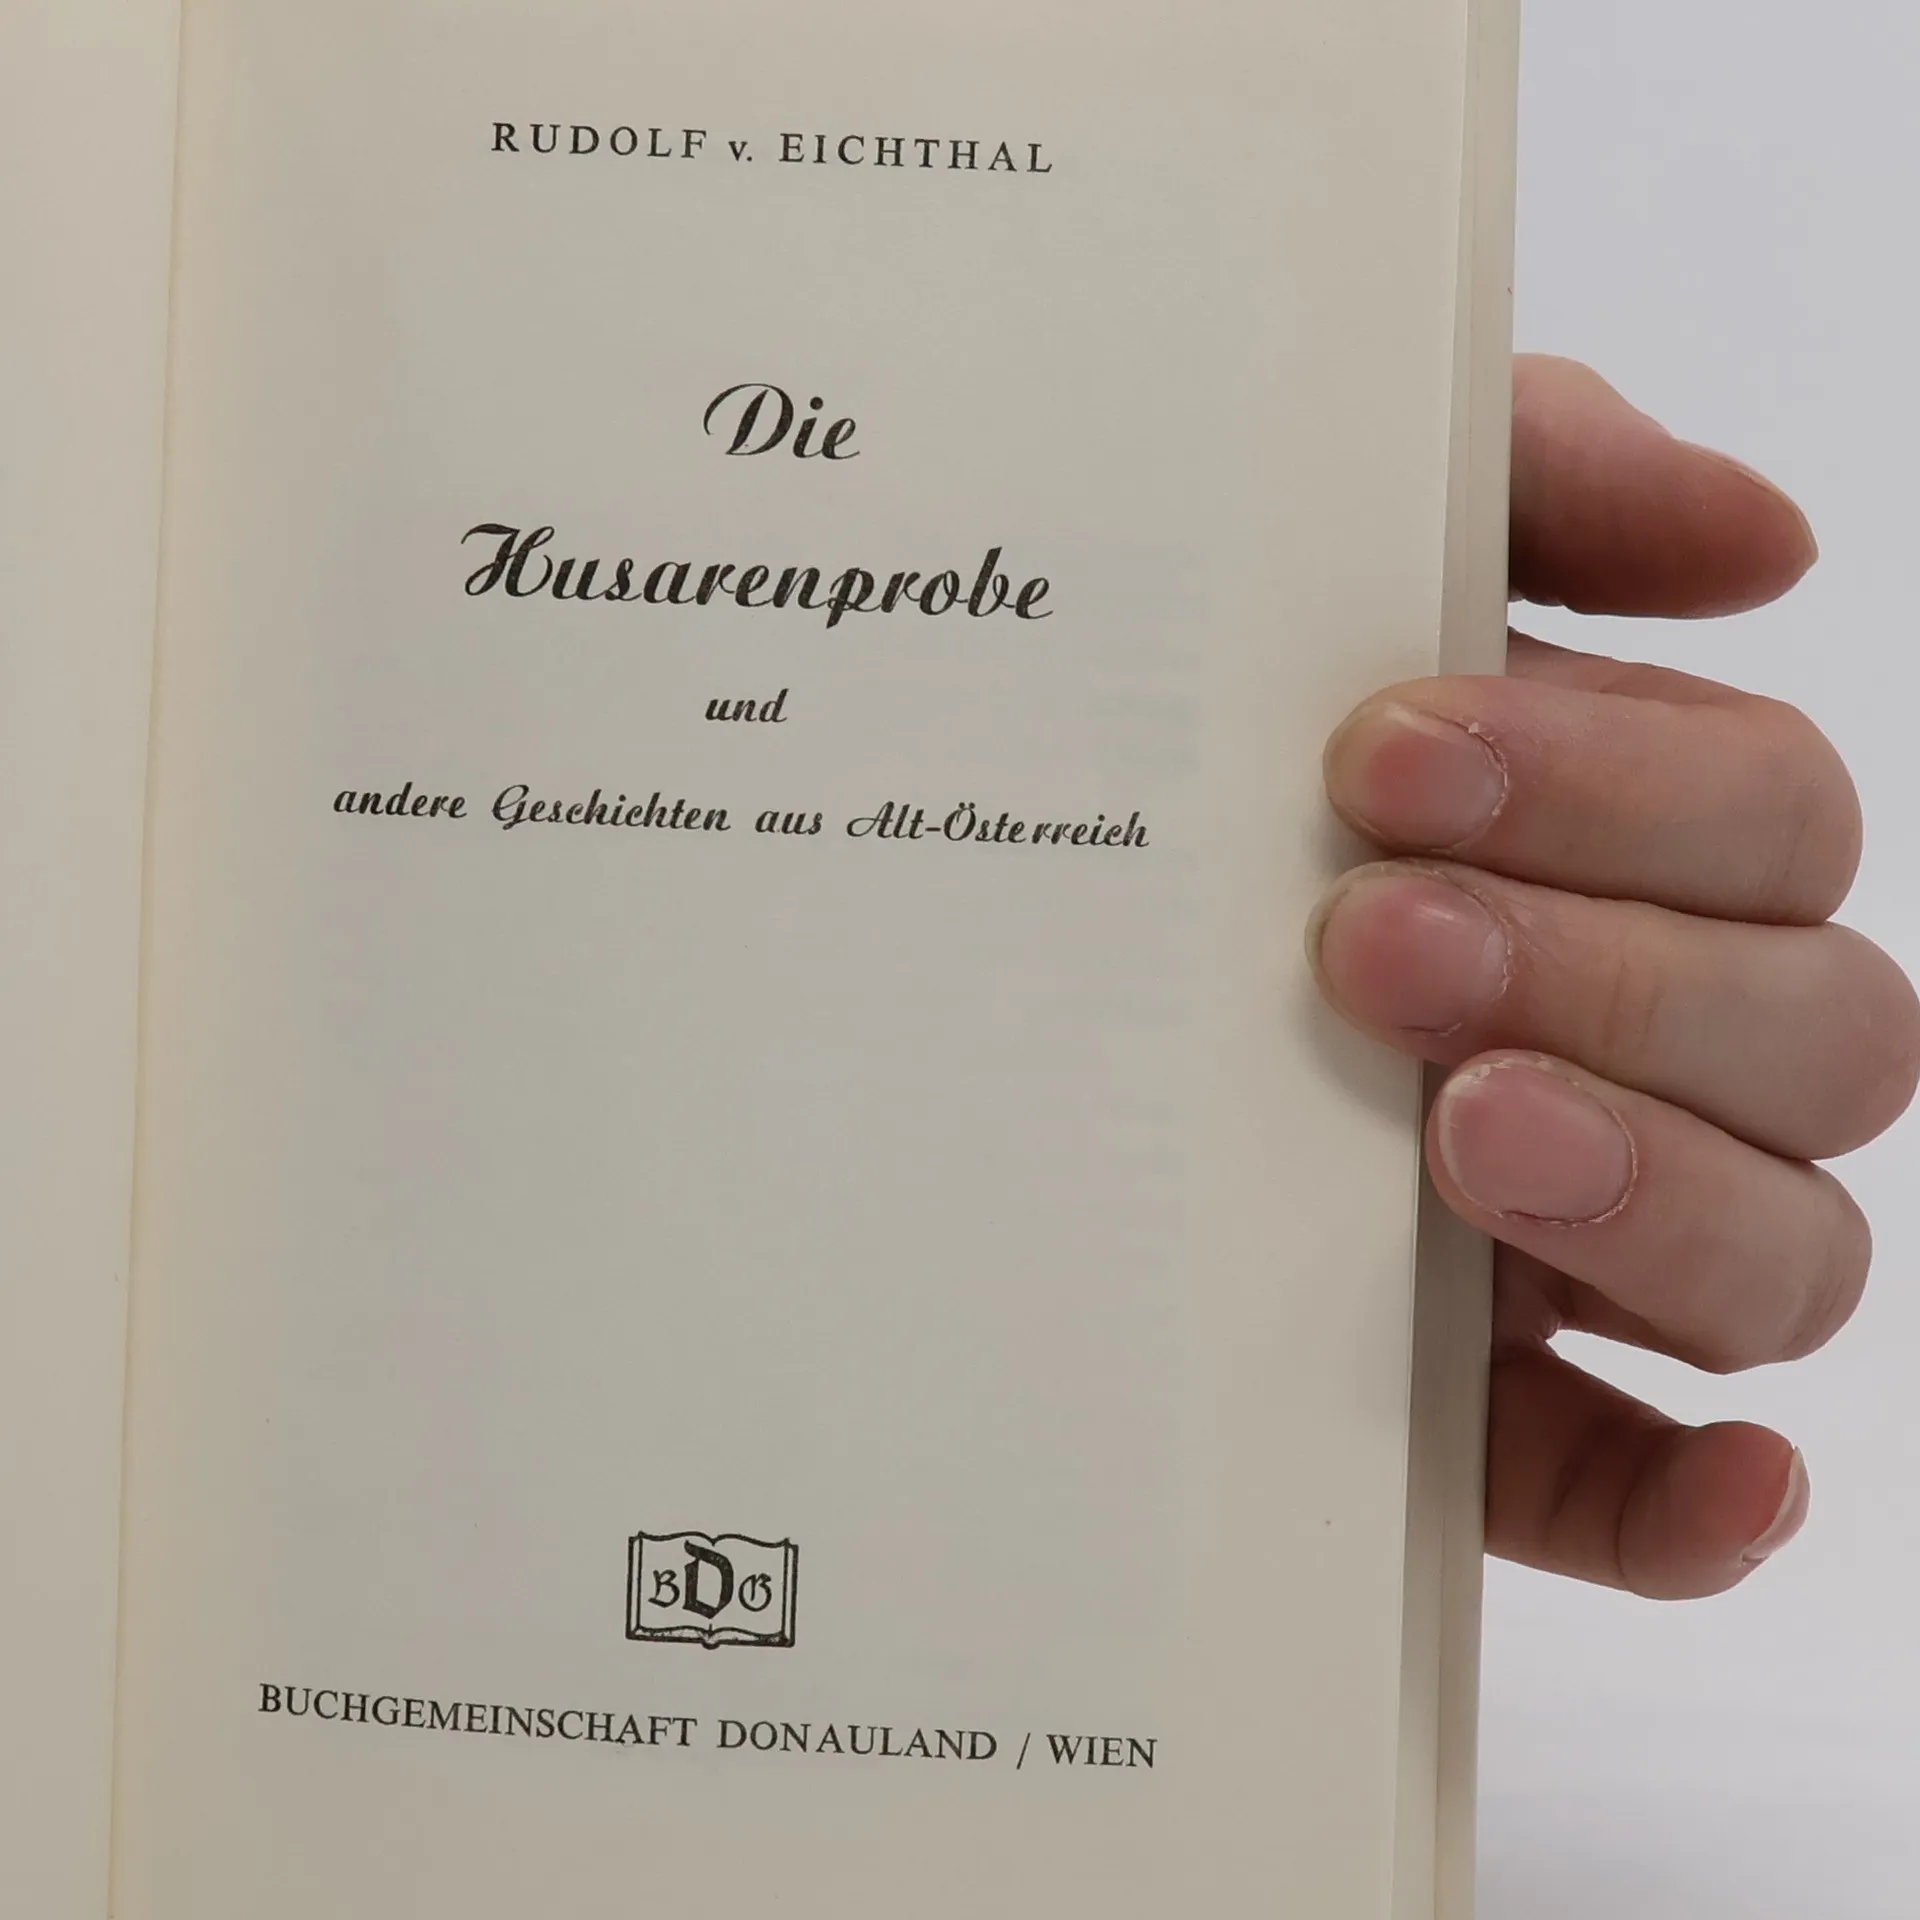 RUDOLF v. EICHTHAL
Die
Husarenprobe
und
andere Geschichten aus Alt-Österreich
BDG
BUCHGEMEINSCHAFT DONAULAND / WIEN